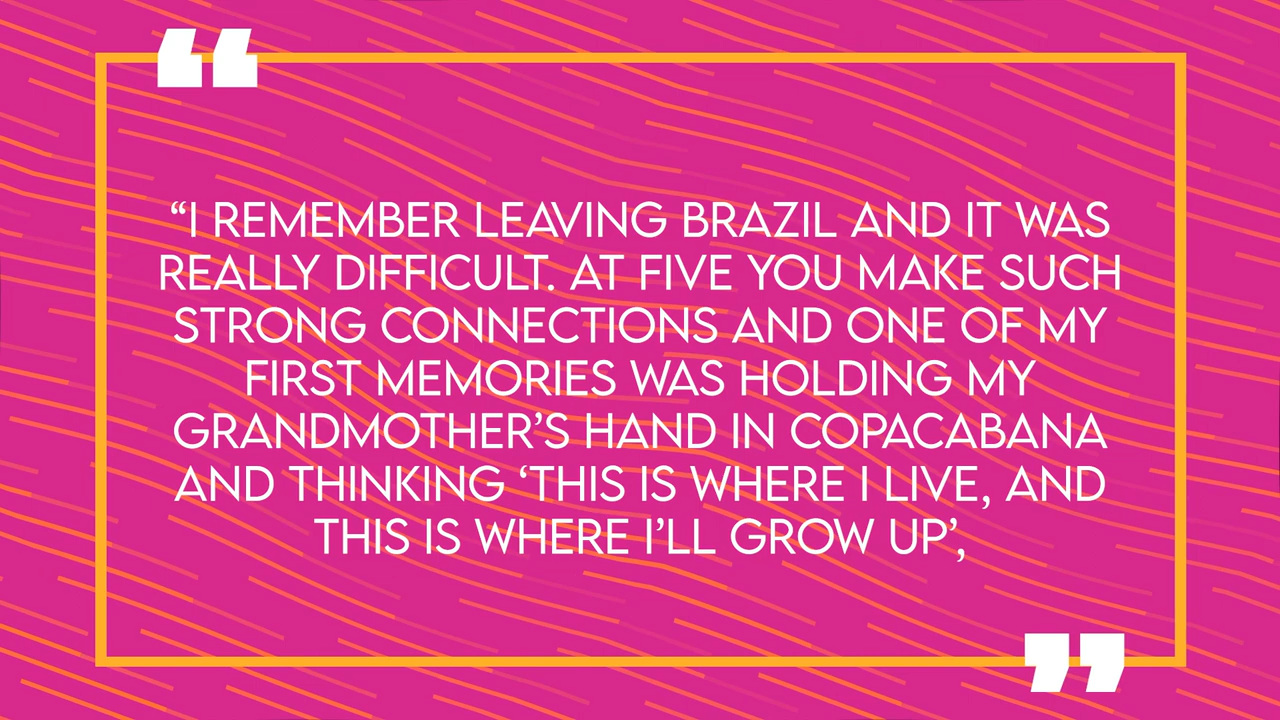 “I REMEMBER LEAVING BRAZIL AND IT WAS
REALLY DIFFICULT. AT FIVE YOU MAKE SUCH
STRONG CONNECTIONS AND ONE OF MY
FIRST MEMORIES WAS HOLDING MY
GRANDMOTHER’S HAND IN COPACABANA
AND THINKING ‘THIS IS WHERE I LIVE, AND
THIS IS WHERE I’LL GROW UP’,